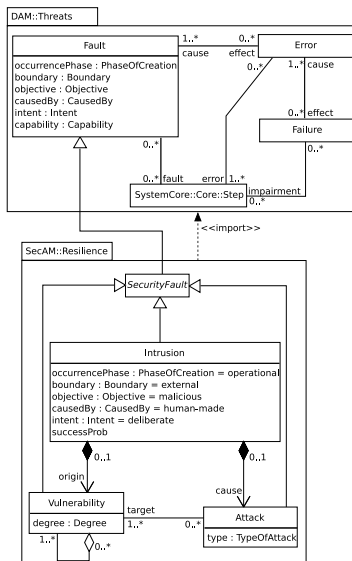 DAM::Threats
Fault
occurrencePhase : PhaseOfCreation
boundary : Boundary
objective : Objective
causedBy : CausedBy
intent : Intent
capability : Capability
1..*
cause
0..*
effect
Error
0..*
1..*
cause
0..*
effect
Failure
0..*
0..*
0..*
fault
error
1..*
SystemCore::Core::Step
impairment
0..*
<<import>>
SecAM::Resilience
SecurityFault
Intrusion
occurrencePhase : PhaseOfCreation = operational
boundary : Boundary = external
objective : Objective = malicious
causedBy : CausedBy = human-made
intent : Intent = deliberate
successProb
0..1
0..1
origin
cause
Vulnerability
degree : Degree
target
1..*
0..*
Attack
type : TypeOfAttack
1..*
0..*